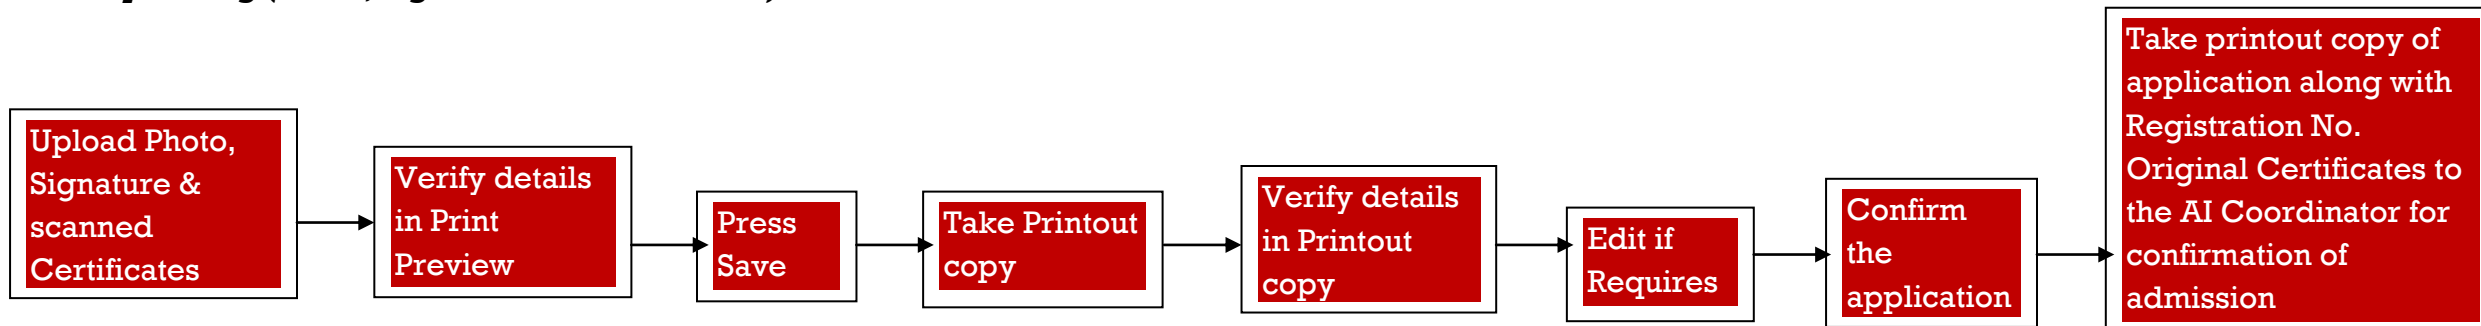 Upload Photo,
Signature &
scanned
Certificates
Verify details
in Print
Preview
Press
Save
Take Printout
copy
Verify details
in Printout
copy
Edit if
Requires
Confirm
the
application
Take printout copy of
application along with
Registration No.
Original Certificates to
the AI Coordinator for
confirmation of
admission